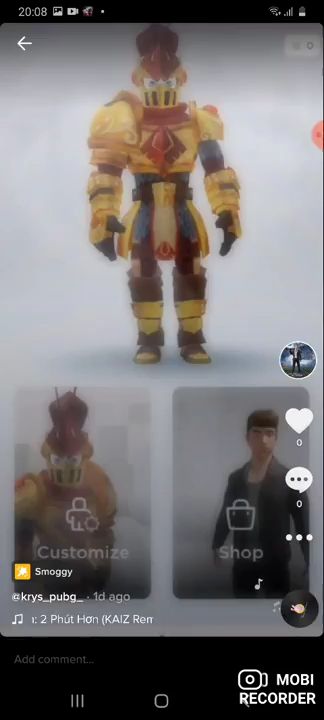 20:08
0
0
0
Customize
Shop
Smoggy
@krys_pubg_ · 1d ago
ı: 2 Phút Hơn (KAIZ Rem
Add comment...
MOBI
RECORDER